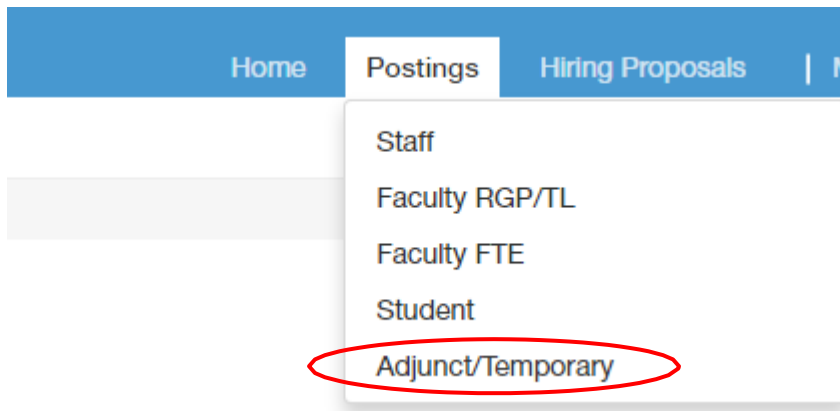 Home Postings Hiring Proposals |
Staff
Faculty RGP/TL
Faculty FTE
Student
Adjunct/Temporary